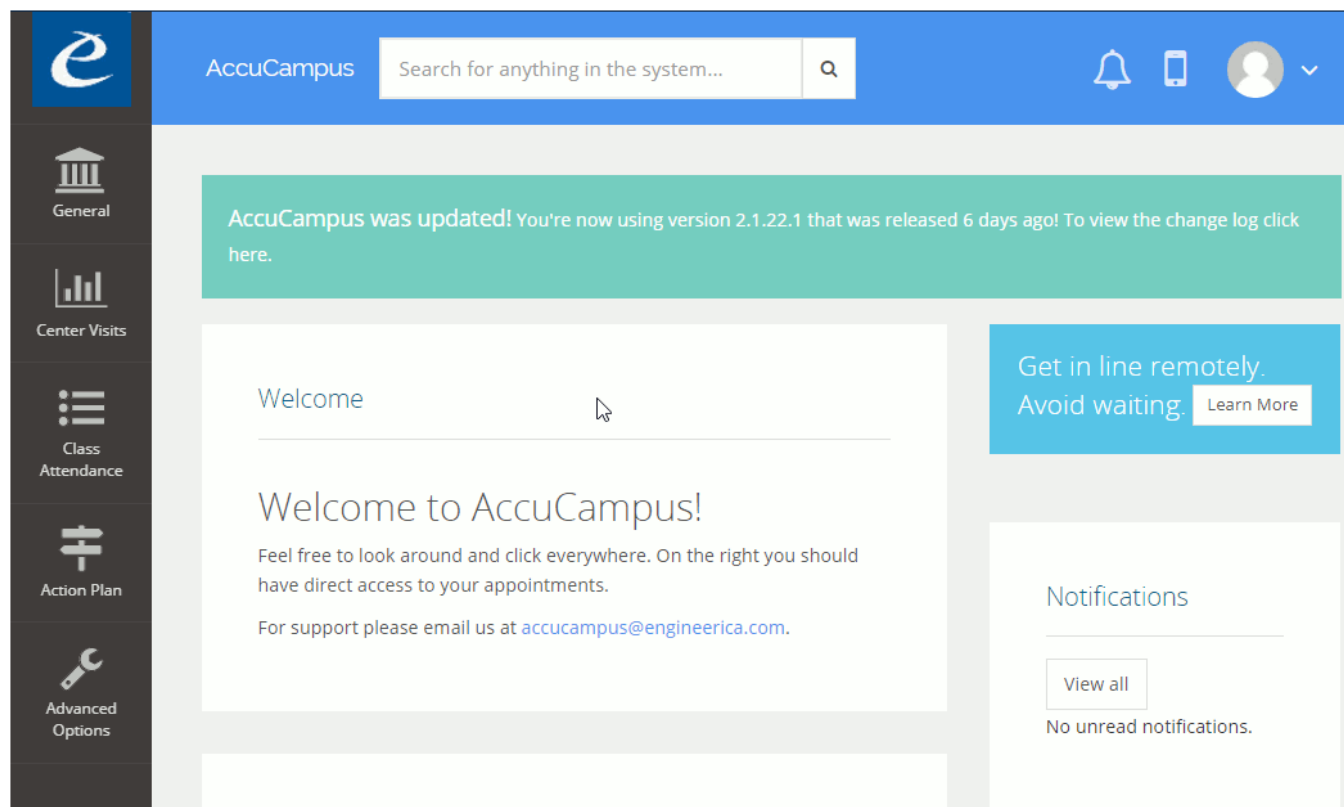 e
AccuCampus
Search for anything in the system...
General
Center Visits
Class
Attendance
Action Plan
Advanced
Options
AccuCampus was updated! You're now using version 2.1.22.1 that was released 6 days ago! To view the change log click
here.
Welcome
Welcome to AccuCampus!
Feel free to look around and click everywhere. On the right you should
have direct access to your appointments.
For support please email us at accucampus@engineerica.com.
Get in line remotely.
Avoid waiting. Learn More
Notifications
View all
No unread notifications.